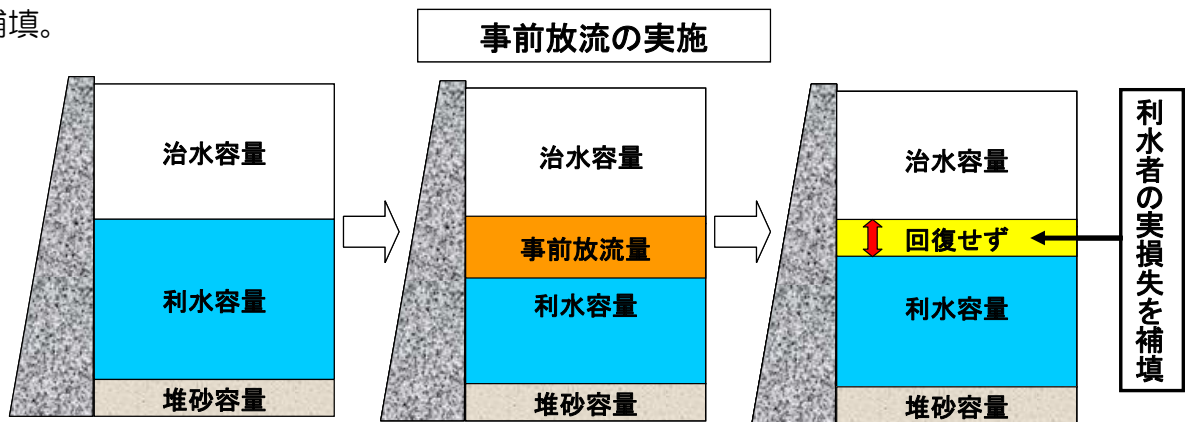 補填。
事前放流の実施
治水容量
利水容量
堆砂容量
治水容量
事前放流量
利水容量
堆砂容量
治水容量
回復せず
利水容量
堆砂容量
利水者の実損失を補填